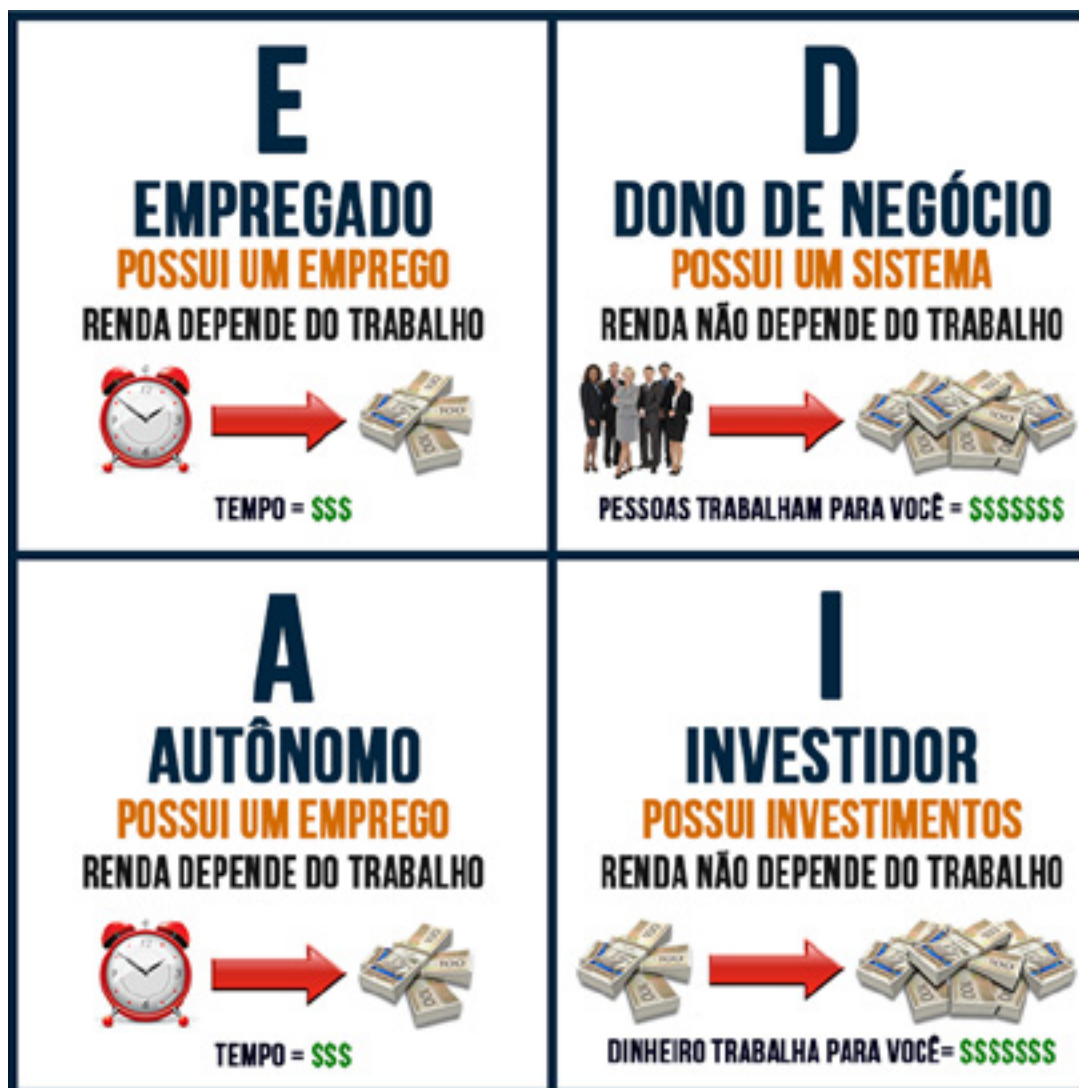 E
EMPREGADO
POSSUI UM EMPREGO
RENDA DEPENDE DO TRABALHO
TEMPO = $$$
D
DONO DE NEGÓCIO
POSSUI UM SISTEMA
RENDA NÃO DEPENDE DO TRABALHO
PESSOAS TRABALHAM PARA VOCÊ = $$$$$$$
A
AUTÔNOMO
POSSUI UM EMPREGO
RENDA DEPENDE DO TRABALHO
TEMPO = $$$
I
INVESTIDOR
POSSUI INVESTIMENTOS
RENDA NÃO DEPENDE DO TRABALHO
DINHEIRO TRABALHA PARA VOCÊ= $$$$$$$